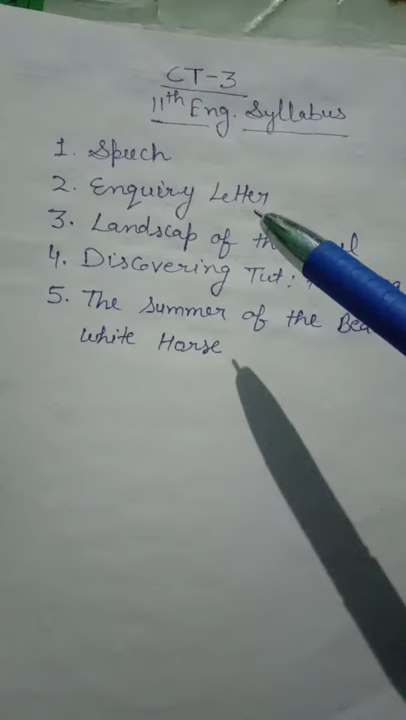 CT-3
11th Eng. Syllabus
1. Speech
2. Enquiry Letter
3. Landscap of
4. Discovering Tut:
5. The Summer of the
White Horse